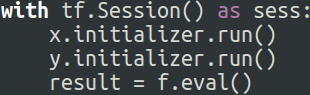 with tf.Session() as sess:
    x.initializer.run()
    y.initializer.run()
    result = f.eval()